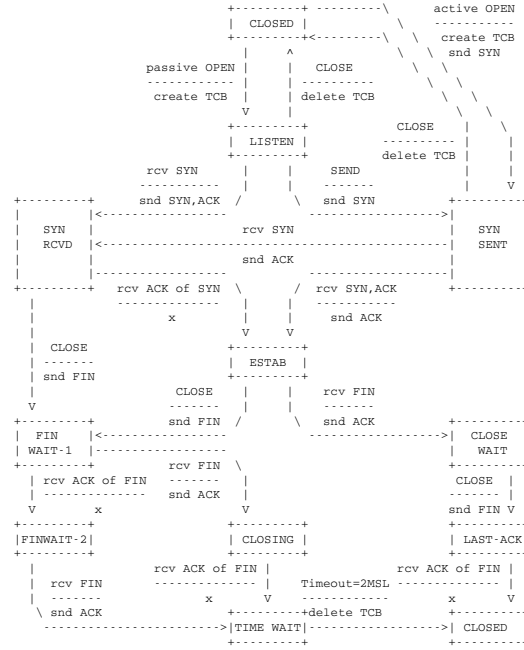 active OPEN
CLOSED
create TCB
snd SYN
passive OPEN CLOSE
create TCB delete TCB
CLOSE
LISTEN
delete TCB
rcv SYN SEND
snd SYN,ACK snd SYN
SYN rcv SYN SYN
RCVD SENT
snd ACK
rcv ACK of SYN rcv SYN,ACK
x snd ACK
CLOSE
ESTAB
snd FIN
CLOSE rcv FIN
snd FIN snd ACK
FIN CLOSE
WAIT-1 WAIT
rcv FIN
rcv ACK of FIN CLOSE
snd ACK
x snd FIN
FINWAIT-2 CLOSING LAST-ACK
rcv ACK of FIN rcv ACK of FIN
rcv FIN Timeout=2MSL
x x
snd ACK delete TCB
TIME WAIT CLOSED